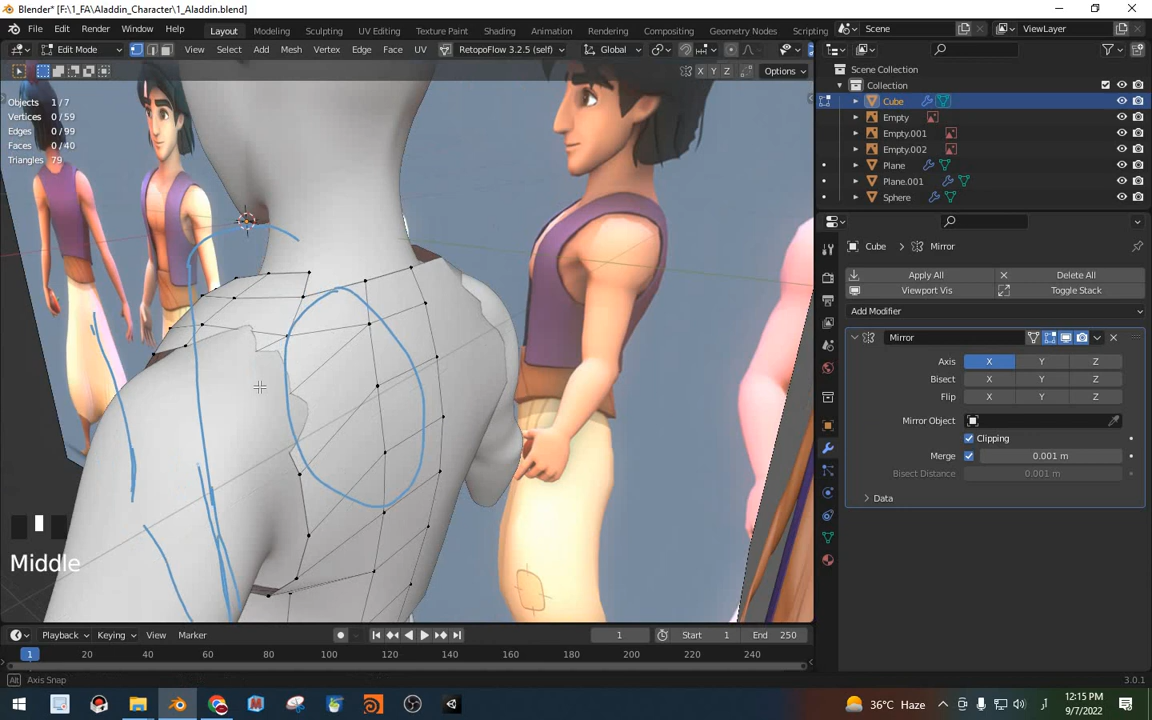 Blender* [F:\1_FA\Aladdin_Character\1_Aladdin.blend]
File Edit Render Window Help Layout Modeling Sculpting UV Editing Texture Paint Shading Animation Rendering Compositing Geometry Nodes Scripting Scene ViewLayer
Edit Mode View Select Add Mesh Vertex Edge Face UV RetopoFlow 3.2.5 (self) Global
X Y Z Options
Objects 1/7
Vertices 0/59
Edges 0/99
Faces 0/40
Triangles 79
Middle
Scene Collection
Collection
Cube
Empty
Empty.001
Empty.002
Plane
Plane.001
Sphere
Cube > Mirror
Apply All Delete All
Viewport Vis Toggle Stack
Add Modifier
Mirror
Axis X Y Z
Bisect X Y Z
Flip X Y Z
Mirror Object
Clipping
Merge 0.001 m
Bisect Distance 0.001 m
Data
Playback Keying View Marker 1 Start 1 End 250
1 20 40 60 80 100 120 140 160 180 200 220 240
Alt Axis Snap 3.0.1
36°C Haze 12:15 PM
9/7/2022